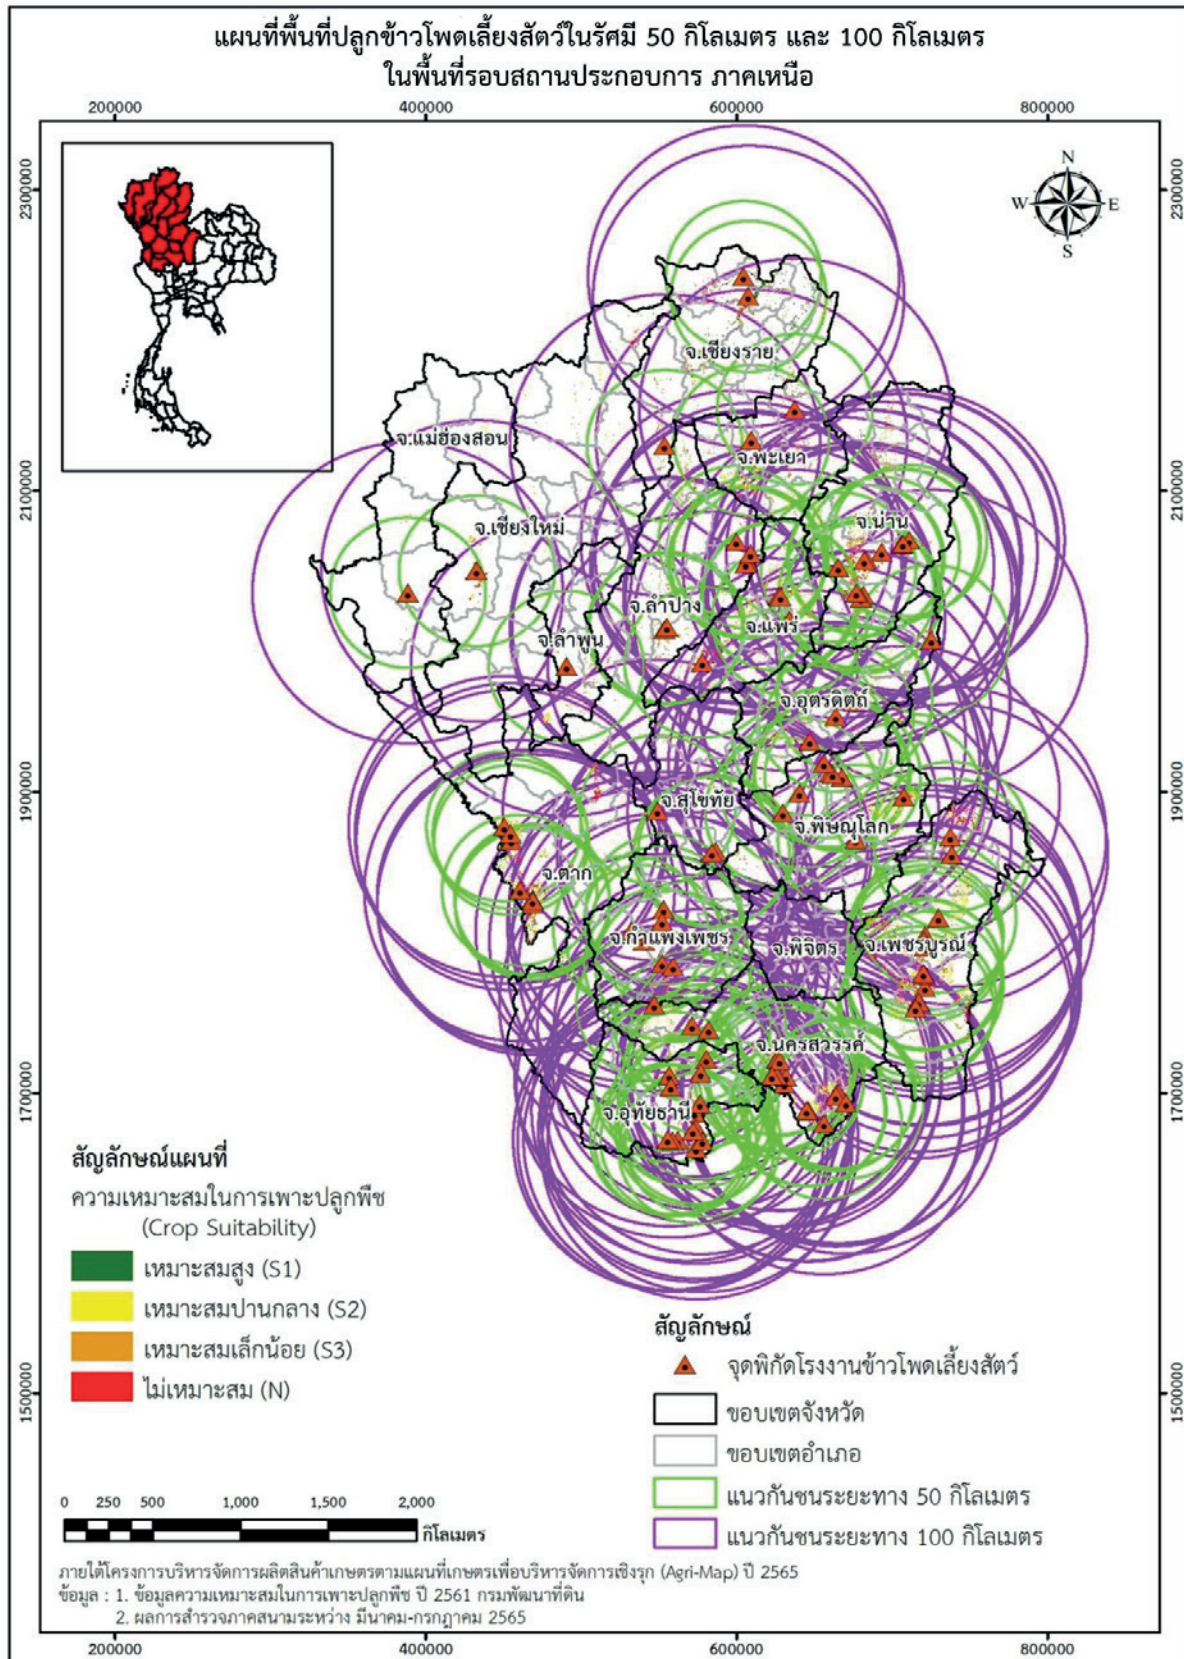 แผนที่พื้นที่ปลูกข้าวโพดเลี้ยงสัตว์ในรัศมี 50 กิโลเมตร และ 100 กิโลเมตร
ในพื้นที่รอบสถานประกอบการ ภาคเหนือ
200000 400000 600000 800000
2300000 2300000
N
W E
S
จ.เชียงราย
จ.แม่ฮ่องสอน
จ.พะเยา
2100000 2100000
จ.เชียงใหม่
จ.น่าน
จ.ลำปาง
จ.แพร่
จ.ลำพูน
จ.อุตรดิตถ์
1900000 1900000
จ.สุโขทัย
จ.พิษณุโลก
จ.ตาก
จ.กำแพงเพชร
จ.พิจิตร
จ.เพชรบูรณ์
จ.นครสวรรค์
1700000 1700000
จ.อุทัยธานี
สัญลักษณ์แผนที่
ความเหมาะสมในการเพาะปลูกพืช
(Crop Suitability)
เหมาะสมสูง (S1)
เหมาะสมปานกลาง (S2)
เหมาะสมเล็กน้อย (S3)
ไม่เหมาะสม (N)
สัญลักษณ์
จุดพิกัดโรงงานข้าวโพดเลี้ยงสัตว์
ขอบเขตจังหวัด
ขอบเขตอำเภอ
แนวกันชนระยะทาง 50 กิโลเมตร
แนวกันชนระยะทาง 100 กิโลเมตร
1500000 1500000
0 250 500 1,000 1,500 2,000
กิโลเมตร
ภายใต้โครงการบริหารจัดการผลิตสินค้าเกษตรตามแผนที่เกษตรเพื่อบริหารจัดการเชิงรุก (Agri-Map) ปี 2565
ข้อมูล : 1. ข้อมูลความเหมาะสมในการเพาะปลูกพืช ปี 2561 กรมพัฒนาที่ดิน
2. ผลการสำรวจภาคสนามระหว่าง มีนาคม-กรกฎาคม 2565
200000 400000 600000 800000